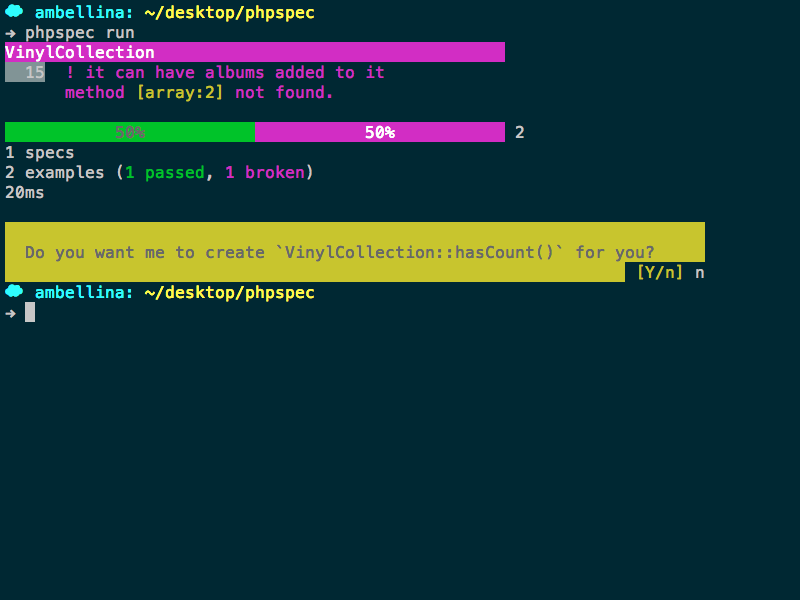 ambellina: ~/desktop/phpspec
➜ phpspec run
VinylCollection
15 ! it can have albums added to it
method [array:2] not found.
50% 50% 2
1 specs
2 examples (1 passed, 1 broken)
20ms
Do you want me to create `VinylCollection::hasCount()` for you?
[Y/n] n
ambellina: ~/desktop/phpspec
➜